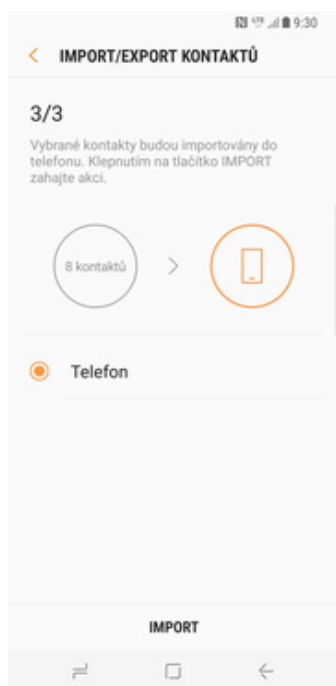 9:30
IMPORT/EXPORT KONTAKTŮ
3/3
Vybrané kontakty budou importovány do
telefonu. Klepnutím na tlačítko IMPORT
zahajte akci.
8 kontaktů
Telefon
IMPORT